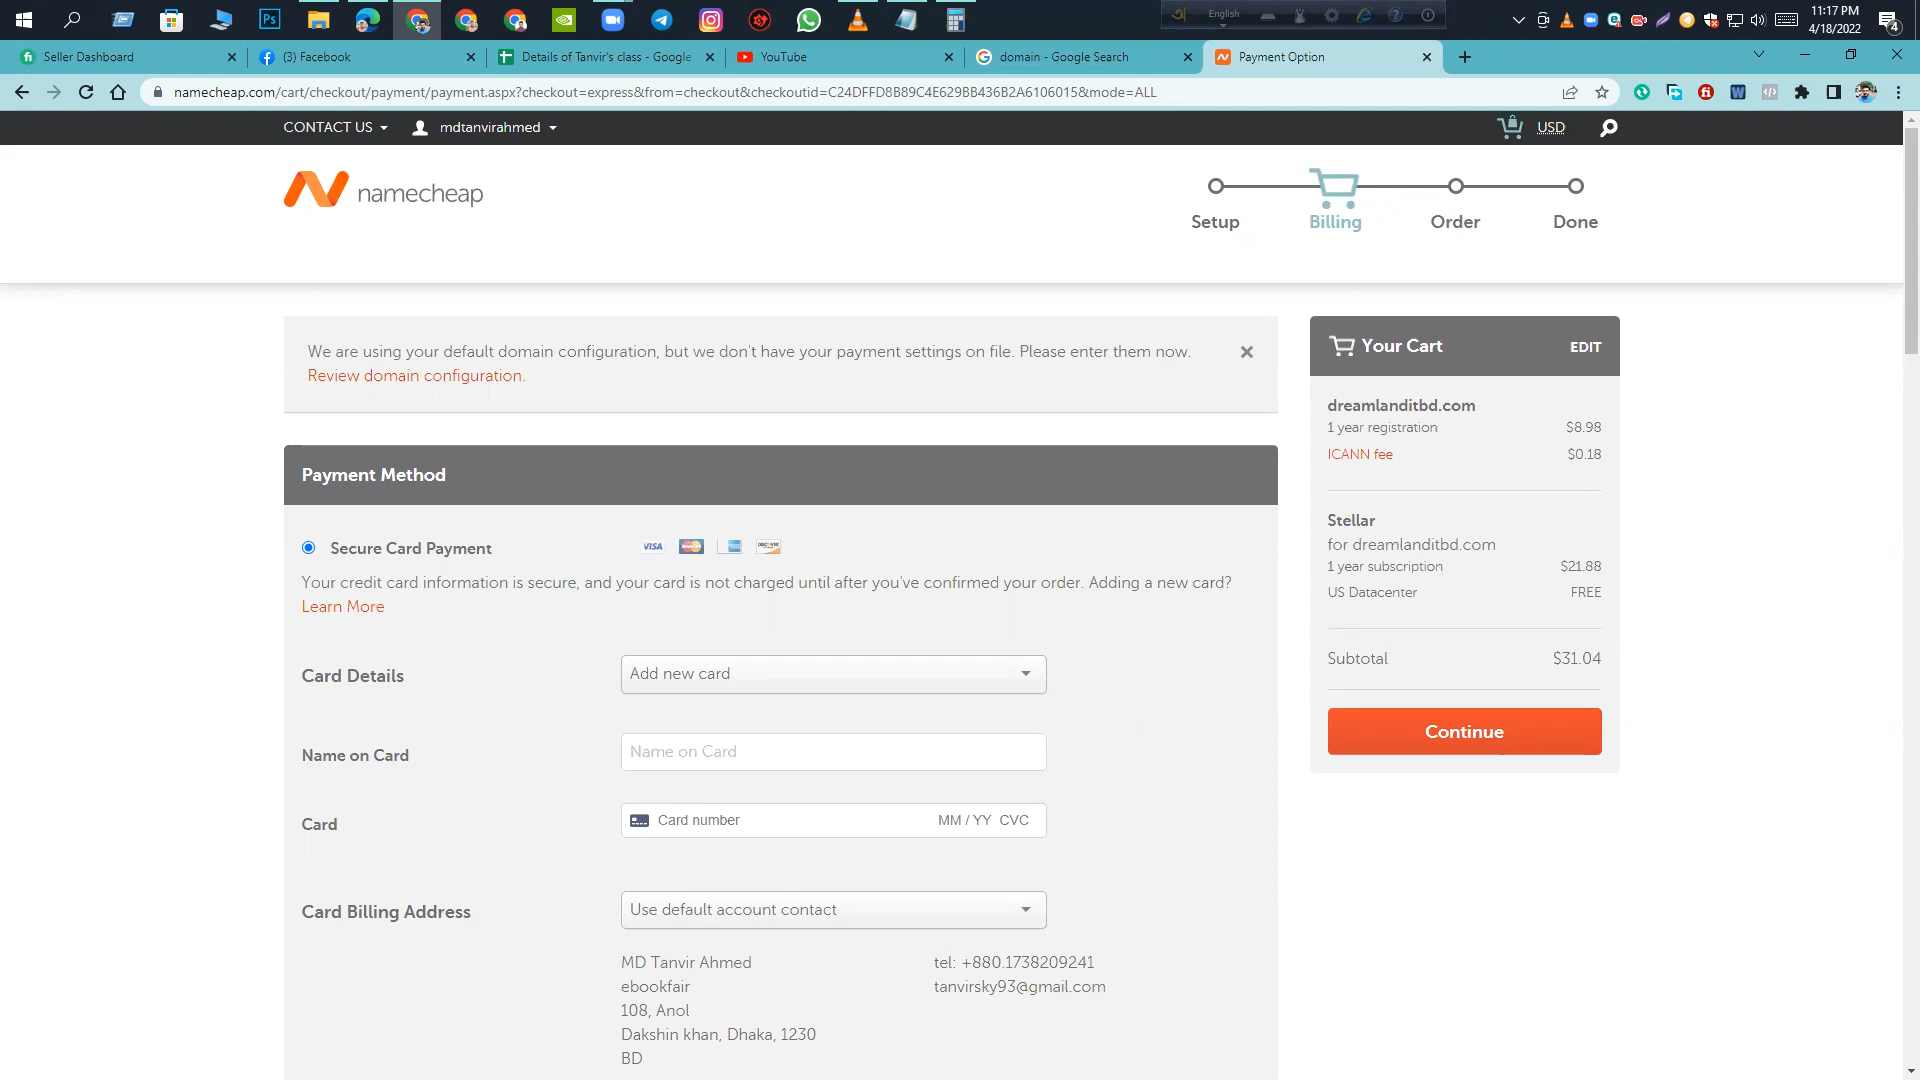 English
11:17 PM
4/18/2022
4
Seller Dashboard
(3) Facebook
Details of Tanvir's class - Google
YouTube
domain - Google Search
Payment Option
namecheap.com/cart/checkout/payment/payment.aspx?checkout=express&from=checkout&checkoutid=C24DFFD8B89C4E629BB436B2A6106015&mode=ALL
CONTACT US
mdtanvirahmed
USD
namecheap
Setup
Billing
Order
Done
We are using your default domain configuration, but we don't have your payment settings on file. Please enter them now.
Review domain configuration.
Payment Method
Secure Card Payment
VISA
DISCOVER
Your credit card information is secure, and your card is not charged until after you've confirmed your order. Adding a new card?
Learn More
Card Details
Add new card
Name on Card
Name on Card
Card
Card number
MM / YY CVC
Card Billing Address
Use default account contact
MD Tanvir Ahmed
ebookfair
108, Anol
Dakshin khan, Dhaka, 1230
BD
tel: +880.1738209241
tanvirsky93@gmail.com
Your Cart
EDIT
dreamlanditbd.com
1 year registration $8.98
ICANN fee $0.18
Stellar
for dreamlanditbd.com
1 year subscription $21.88
US Datacenter FREE
Subtotal $31.04
Continue